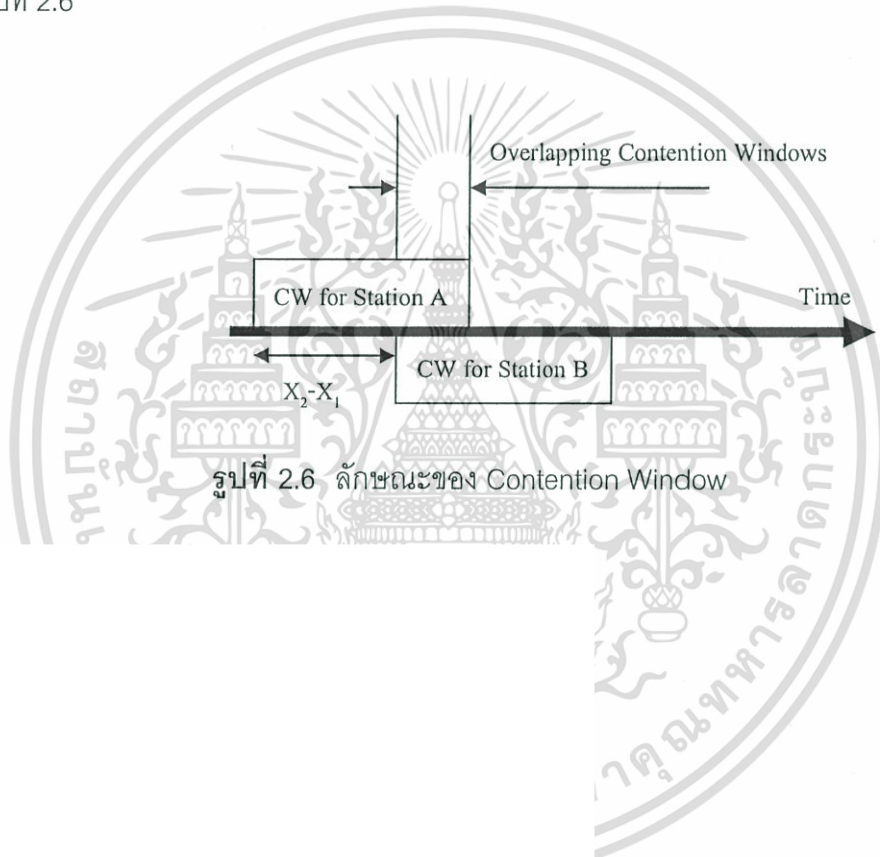 ปที่ 2.6
Overlapping Contention Windows
CW for Station A
Time
X₂-X₁
CW for Station B
รูปที่ 2.6 ลักษณะของ Contention Window